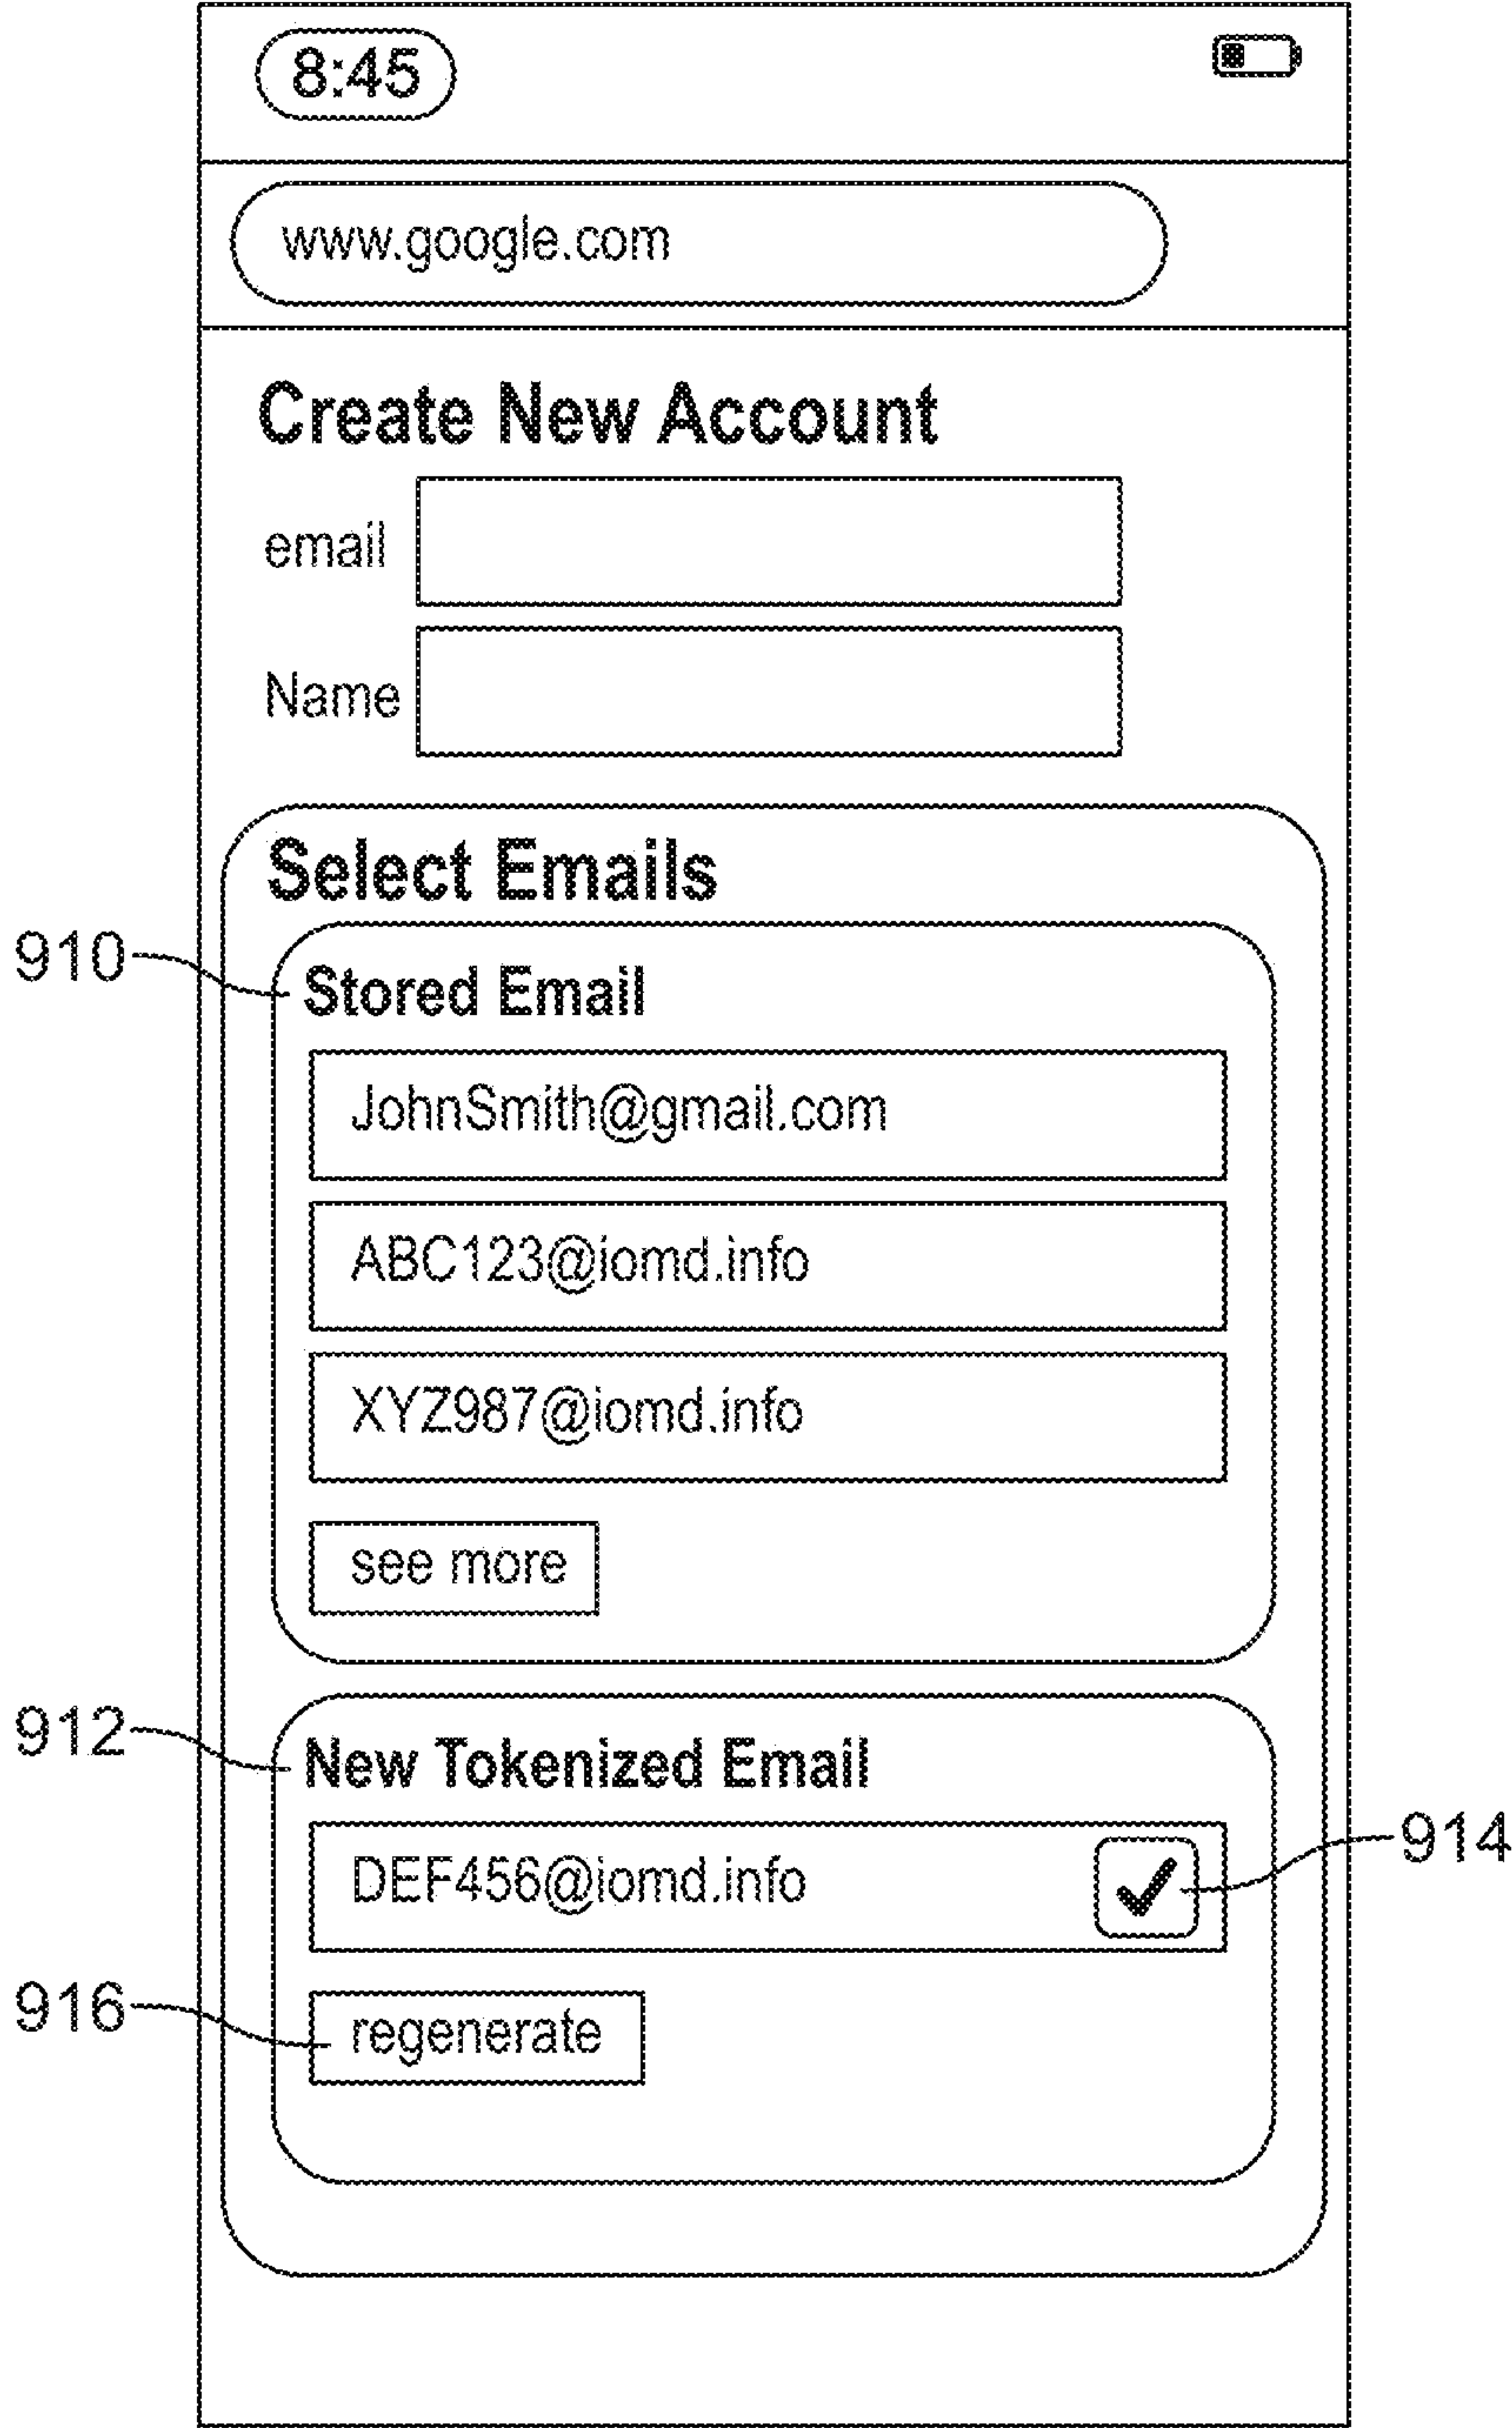 8:45
www.google.com
Create New Account
email
Name
Select Emails
910
Stored Email
JohnSmith@gmail.com
ABC123@iomd.info
XYZ987@iomd.info
see more
912
New Tokenized Email
DEF456@iomd.info
914
916
regenerate